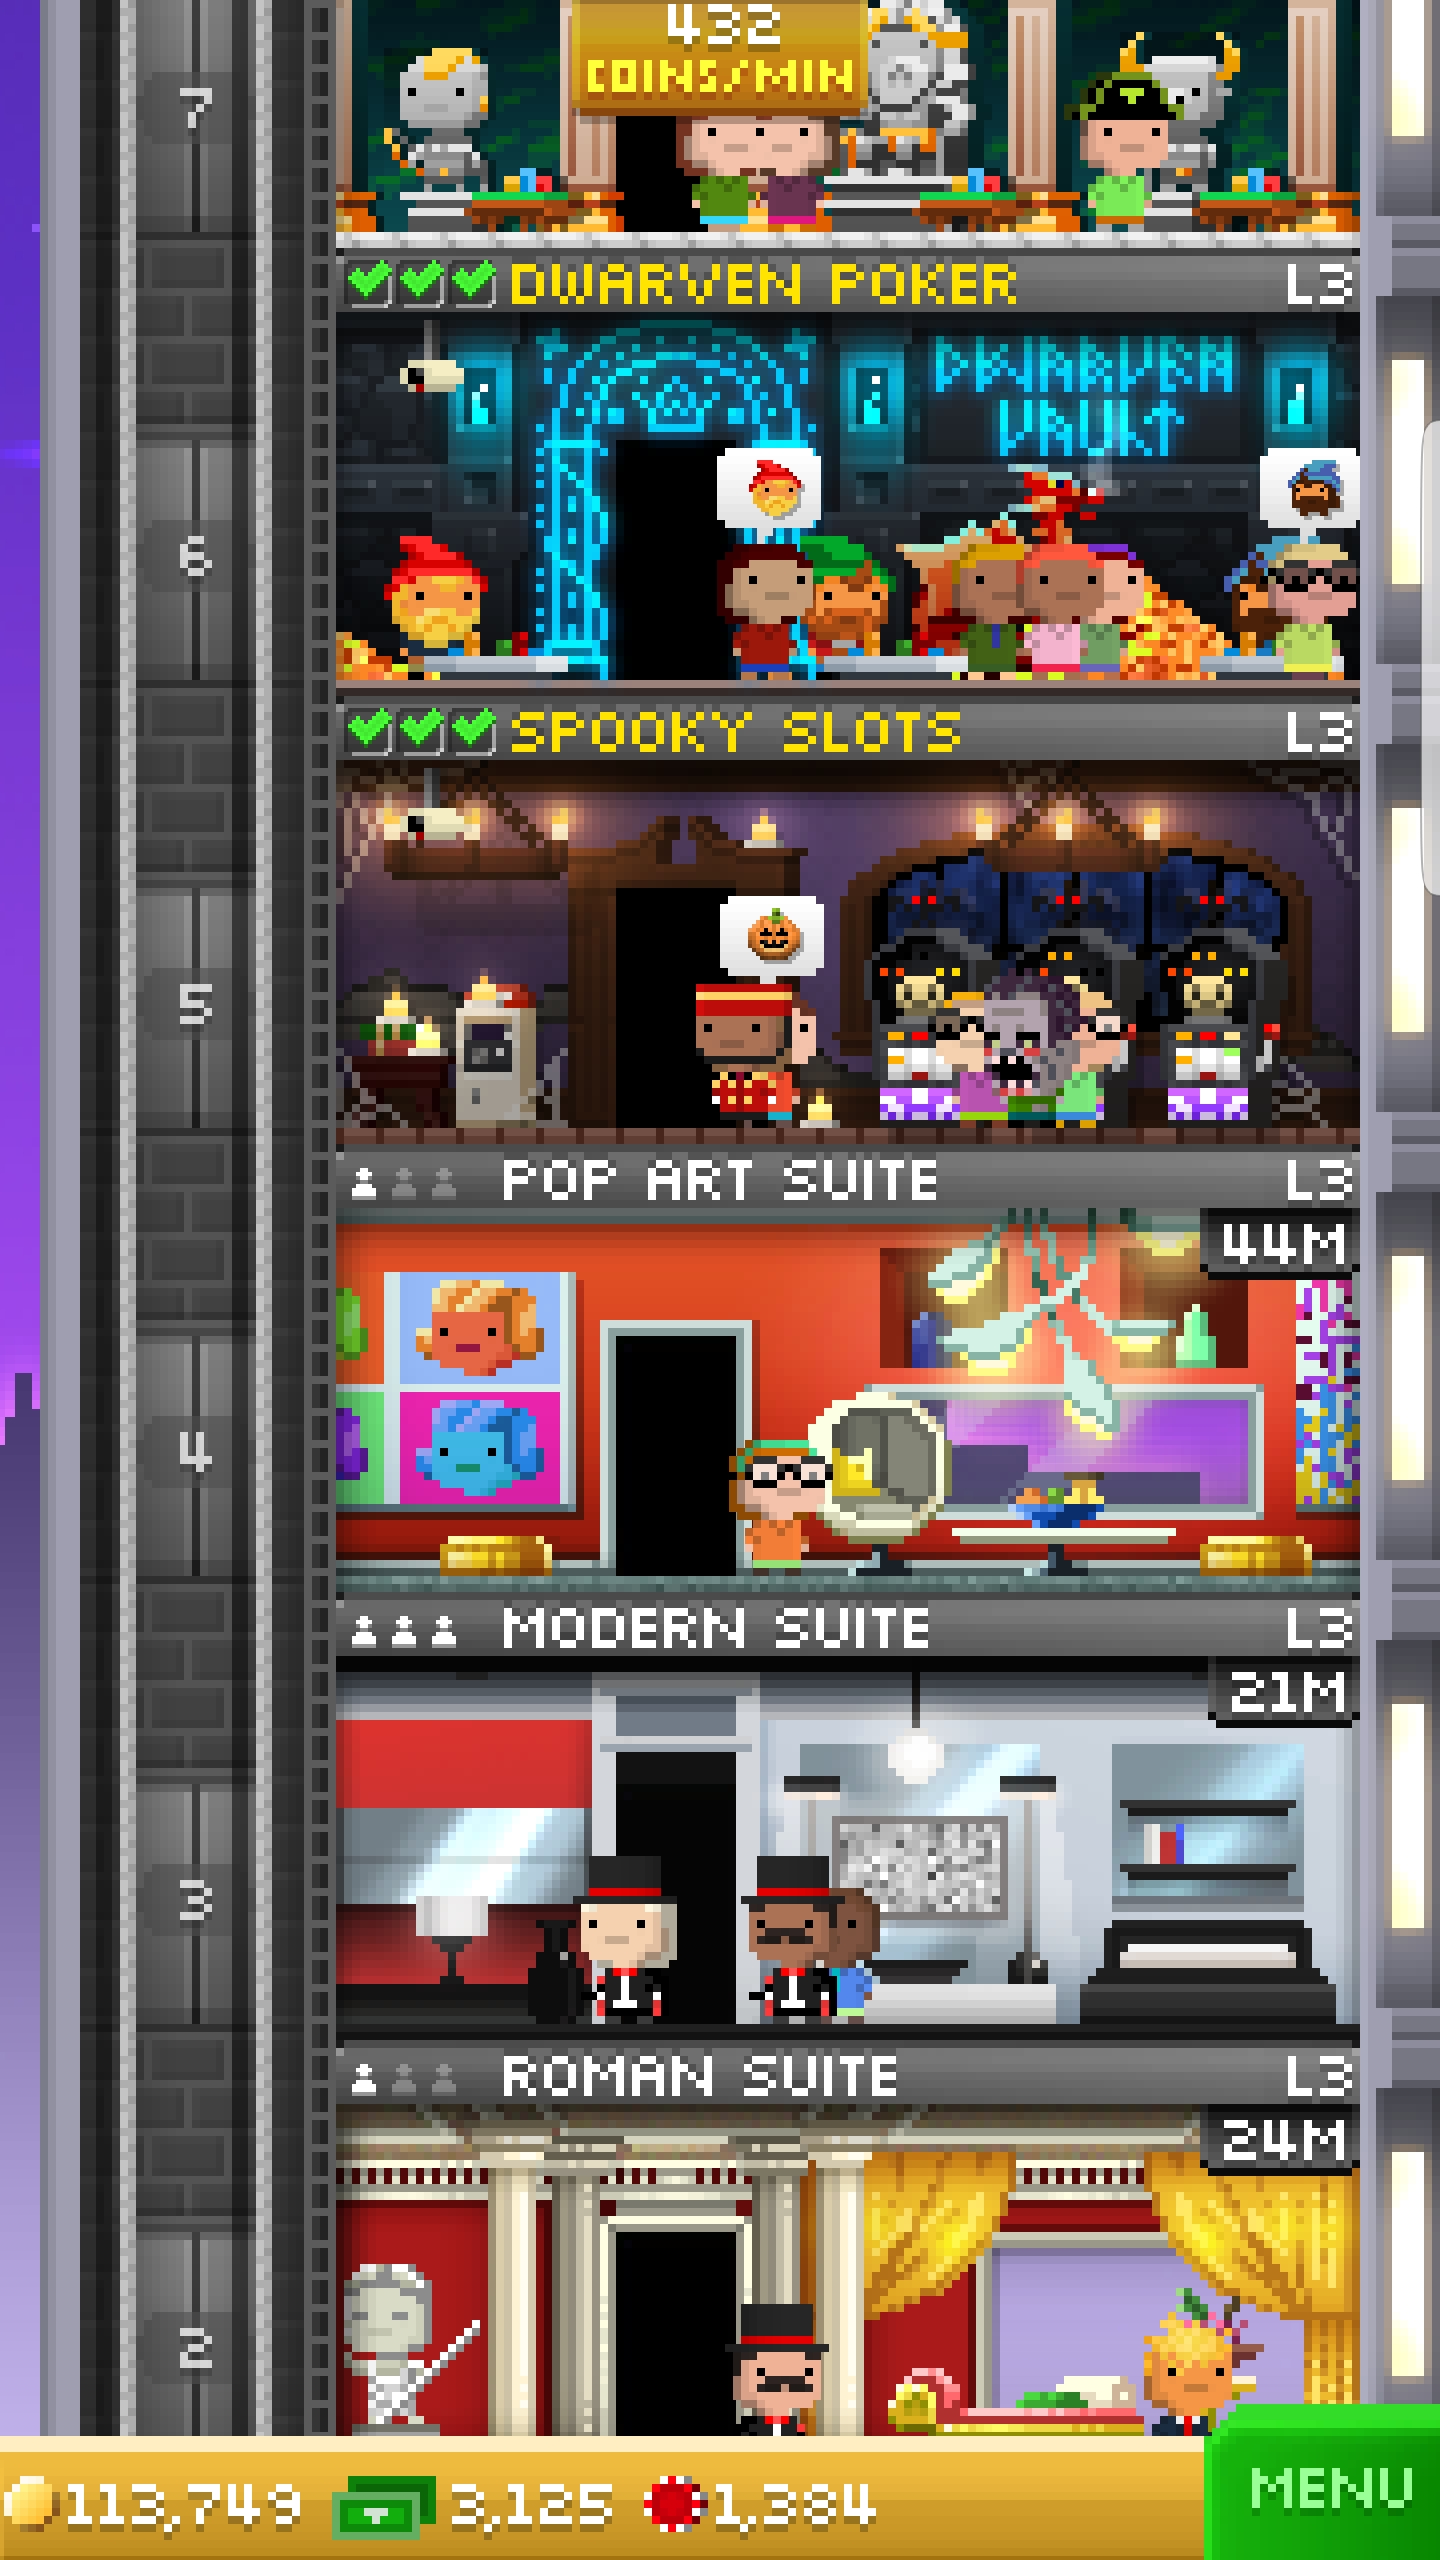 432
COINS/MIN
7
DWARVEN POKER L3
DWARVEN
VAULT
6
SPOOKY SLOTS L3
5
POP ART SUITE L3
44M
4
MODERN SUITE L3
21M
3
ROMAN SUITE L3
24M
2
113,749 3,125 1,384 MENU